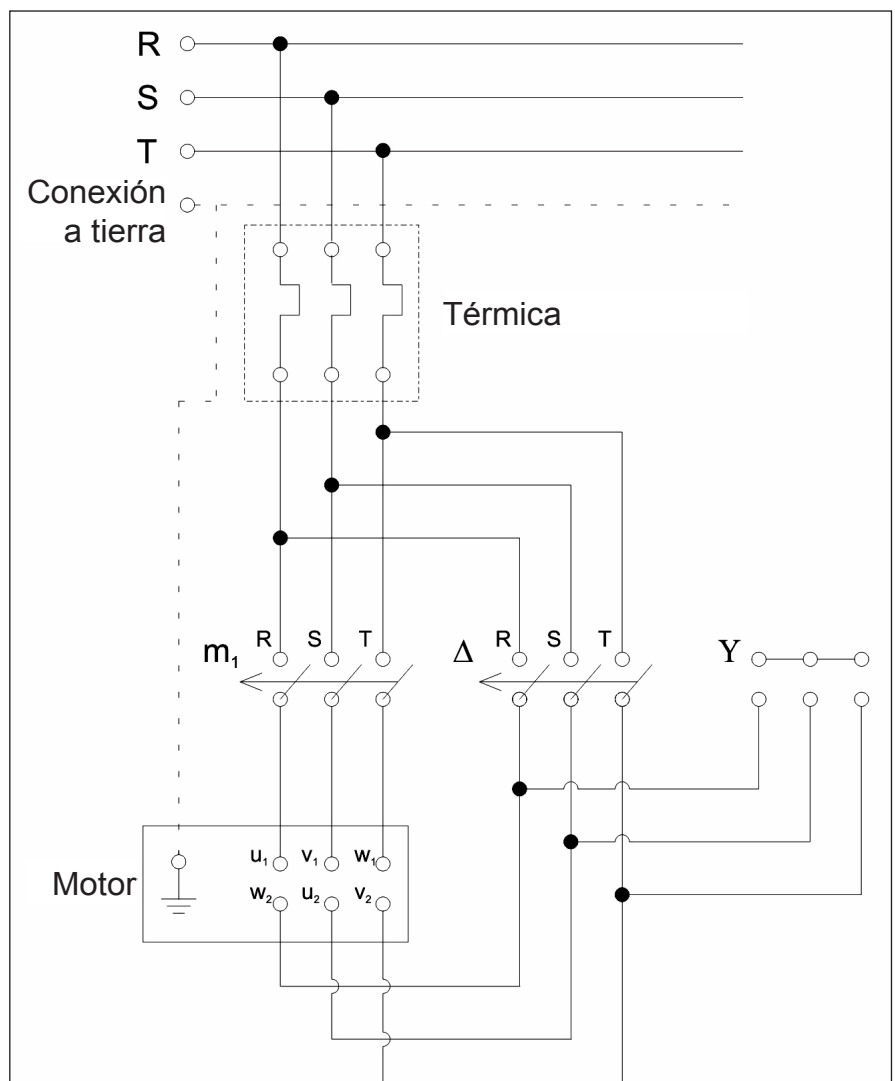 R
S
T
Conexión
a tierra
Térmica
m₁ R S T
Δ R S T
Y
Motor
u₁ v₁ w₁
w₂ u₂ v₂